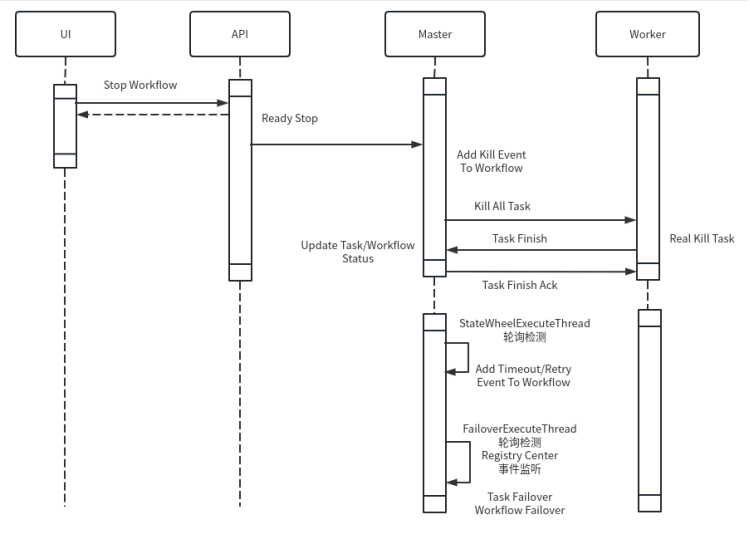 UI
API
Master
Worker
Stop Workflow
Ready Stop
Add Kill Event
To Workflow
Kill All Task
Task Finish
Real Kill Task
Update Task/Workflow
Status
Task Finish Ack
StateWheelExecuteThread
轮询检测
Add Timeout/Retry
Event To Workflow
FailoverExecuteThread
轮询检测
Registry Center
事件监听
Task Failover
Workflow Failover